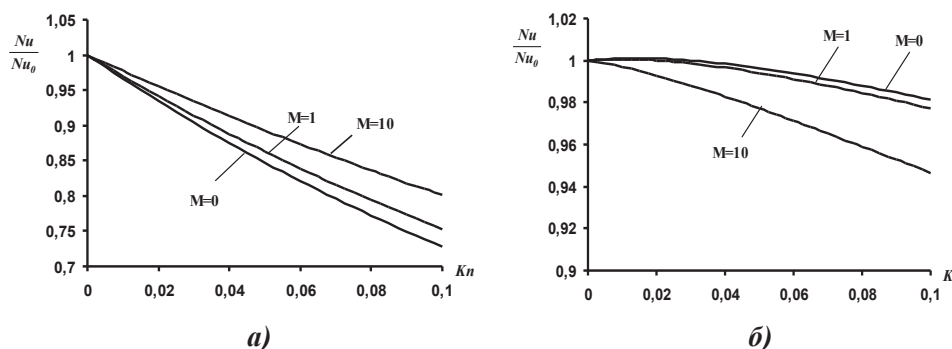 1,05
Nu
Nu₀
1
0,95
0,9
0,85
0,8
0,75
0,7
M=10
M=1
M=0
Kn
0 0,02 0,04 0,06 0,08 0,1
а)
1,02
Nu
Nu₀
1
0,98
0,96
0,94
0,92
0,9
M=1
M=0
M=10
K
0 0,02 0,04 0,06 0,08 0,1
б)